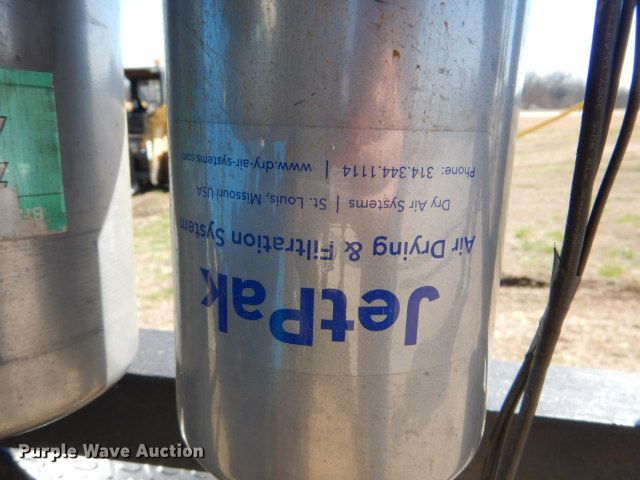 JetPak
Air Drying & Filtration System
Dry Air Systems | St. Louis, Missouri USA
Phone: 314.344.1114 | www.dry-air-systems.com
Purple Wave Auction